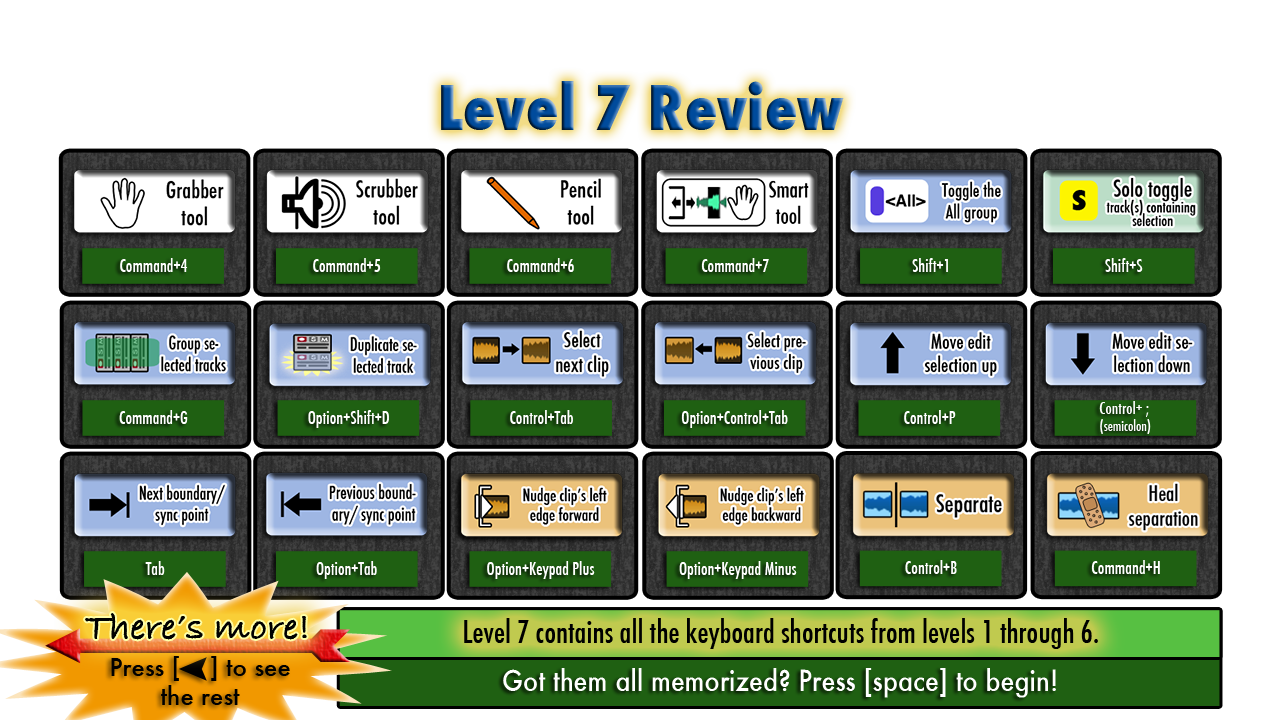 Level 7 Review
Grabber
tool
Command+4
Scrubber
tool
Command+5
Pencil
tool
Command+6
Smart
tool
Command+7
<All>
Toggle the
All group
Shift+1
S
Solo toggle
track(s) containing
selection
Shift+S
Group se-
lected tracks
Command+G
Duplicate se-
lected track
Option+Shift+D
Select
next clip
Control+Tab
Select pre-
vious clip
Option+Control+Tab
Move edit
selection up
Control+P
Move edit se-
lection down
Control+ ;
(semicolon)
Next boundary/
sync point
Tab
Previous bound-
ary/ sync point
Option+Tab
Nudge clip's left
edge forward
Option+Keypad Plus
Nudge clip's left
edge backward
Option+Keypad Minus
Separate
Control+B
Heal
separation
Command+H
There's more!
Press [⮜] to see
the rest
Level 7 contains all the keyboard shortcuts from levels 1 through 6.
Got them all memorized? Press [space] to begin!